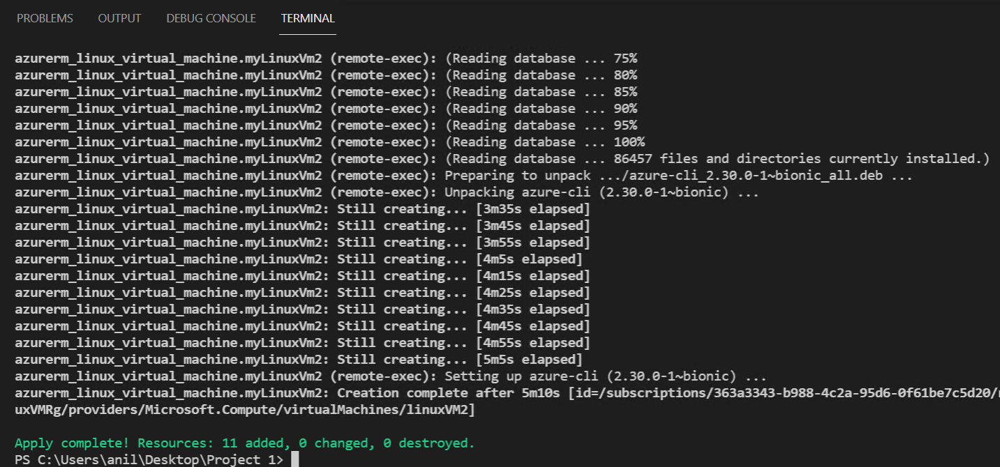 PROBLEMS OUTPUT DEBUG CONSOLE TERMINAL
azurerm_linux_virtual_machine.myLinuxVm2 (remote-exec): (Reading database ... 75%
azurerm_linux_virtual_machine.myLinuxVm2 (remote-exec): (Reading database ... 80%
azurerm_linux_virtual_machine.myLinuxVm2 (remote-exec): (Reading database ... 85%
azurerm_linux_virtual_machine.myLinuxVm2 (remote-exec): (Reading database ... 90%
azurerm_linux_virtual_machine.myLinuxVm2 (remote-exec): (Reading database ... 95%
azurerm_linux_virtual_machine.myLinuxVm2 (remote-exec): (Reading database ... 100%
azurerm_linux_virtual_machine.myLinuxVm2 (remote-exec): (Reading database ... 86457 files and directories currently installed.)
azurerm_linux_virtual_machine.myLinuxVm2 (remote-exec): Preparing to unpack .../azure-cli_2.30.0-1~bionic_all.deb ...
azurerm_linux_virtual_machine.myLinuxVm2 (remote-exec): Unpacking azure-cli (2.30.0-1~bionic) ...
azurerm_linux_virtual_machine.myLinuxVm2: Still creating... [3m35s elapsed]
azurerm_linux_virtual_machine.myLinuxVm2: Still creating... [3m45s elapsed]
azurerm_linux_virtual_machine.myLinuxVm2: Still creating... [3m55s elapsed]
azurerm_linux_virtual_machine.myLinuxVm2: Still creating... [4m5s elapsed]
azurerm_linux_virtual_machine.myLinuxVm2: Still creating... [4m15s elapsed]
azurerm_linux_virtual_machine.myLinuxVm2: Still creating... [4m25s elapsed]
azurerm_linux_virtual_machine.myLinuxVm2: Still creating... [4m35s elapsed]
azurerm_linux_virtual_machine.myLinuxVm2: Still creating... [4m45s elapsed]
azurerm_linux_virtual_machine.myLinuxVm2: Still creating... [4m55s elapsed]
azurerm_linux_virtual_machine.myLinuxVm2: Still creating... [5m5s elapsed]
azurerm_linux_virtual_machine.myLinuxVm2 (remote-exec): Setting up azure-cli (2.30.0-1~bionic) ...
azurerm_linux_virtual_machine.myLinuxVm2: Creation complete after 5m10s [id=/subscriptions/363a3343-b988-4c2a-95d6-0f61be7c5d20/
uxVMRg/providers/Microsoft.Compute/virtualMachines/linuxVM2]
Apply complete! Resources: 11 added, 0 changed, 0 destroyed.
PS C:\Users\anil\Desktop\Project 1>